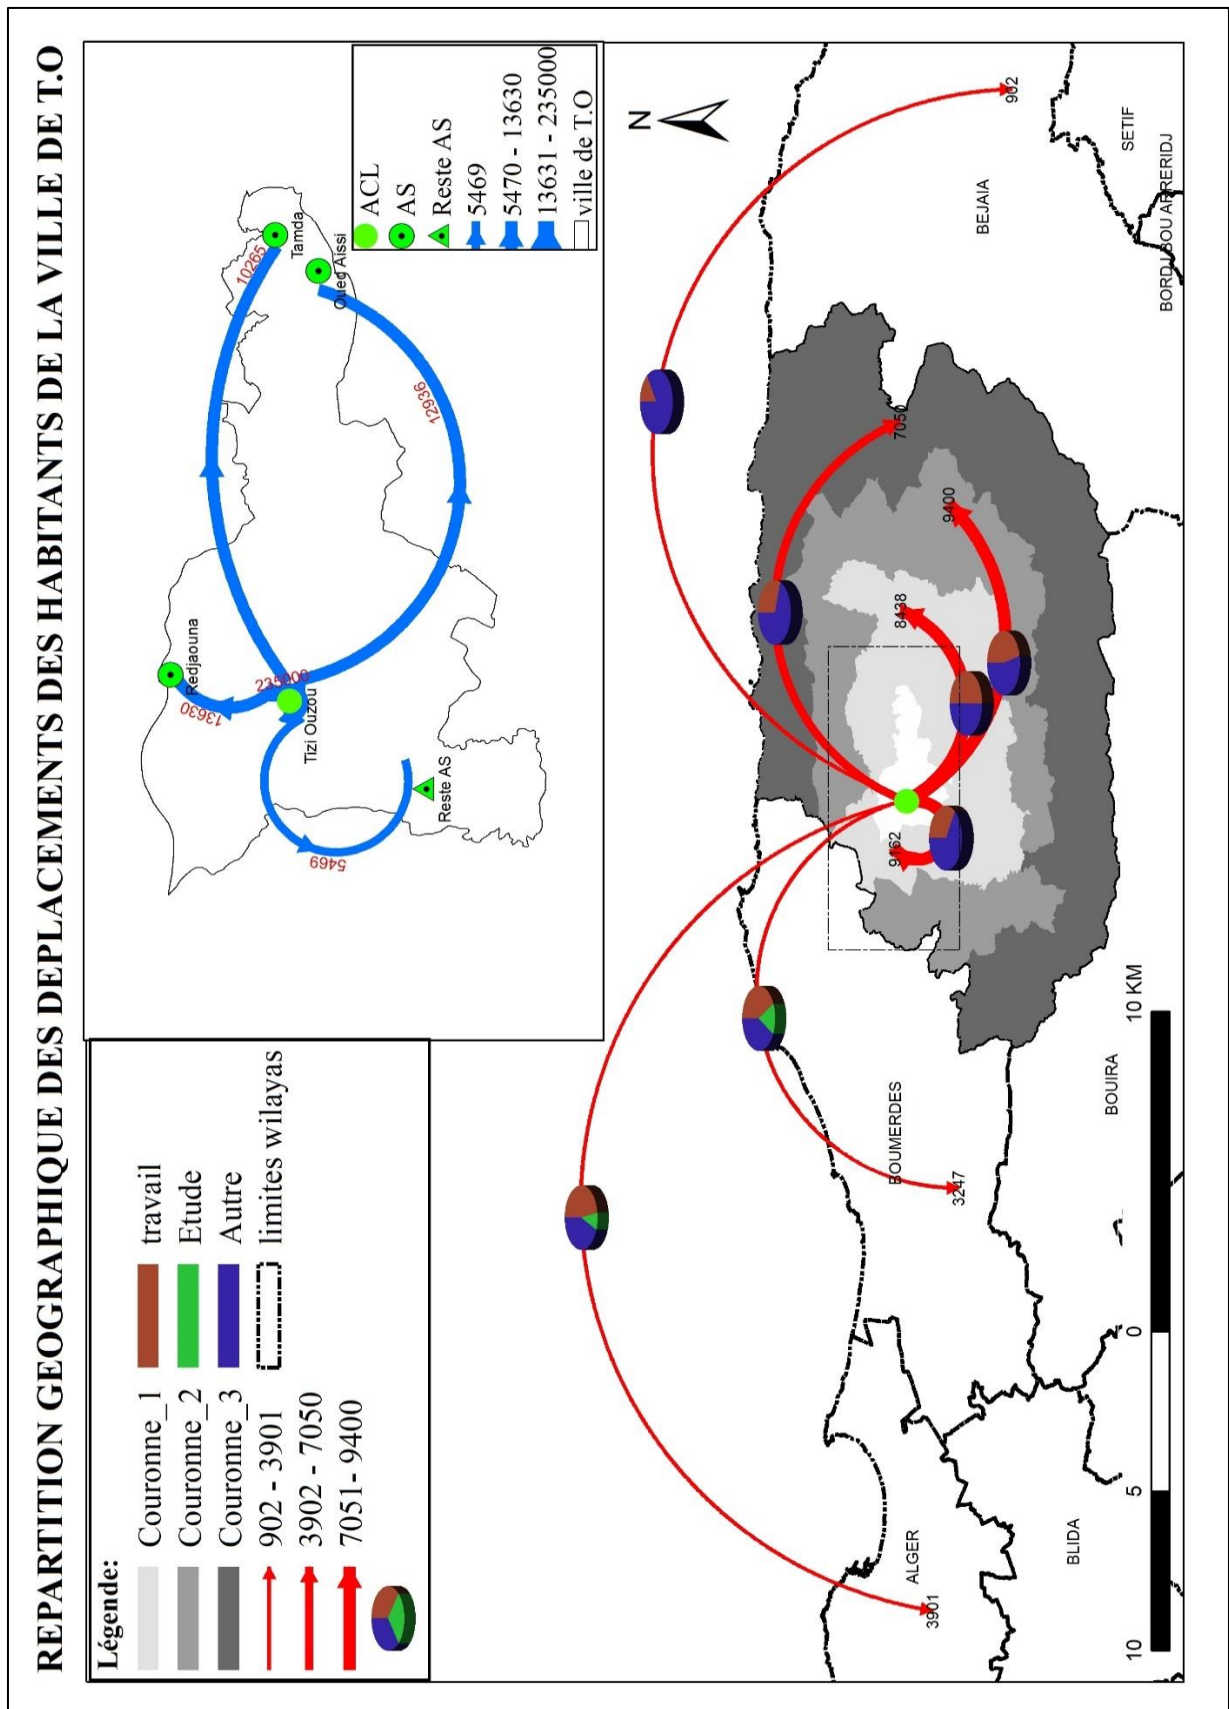 REPARTITION GEOGRAPHIQUE DES DEPLACEMENTS DES HABITANTS DE LA VILLE DE T.O
Légende:
Couronne_1
travail
Couronne_2
Etude
Couronne_3
Autre
902 - 3901
limites wilayas
3902 - 7050
7051- 9400
Redjaouna
13630
235000
Tizi Ouzou
5469
Reste AS
10265
Tamda
Oued Aissi
12936
ACL
AS
Reste AS
5469
5470 - 13630
13631 - 235000
ville de T.O
N
902
7050
9400
8438
9162
3247
3901
BEJAIA
SETIF
BORDJ BOU ARRERIDJ
BOUMERDES
BOUIRA
ALGER
BLIDA
10
5
0
10 KM